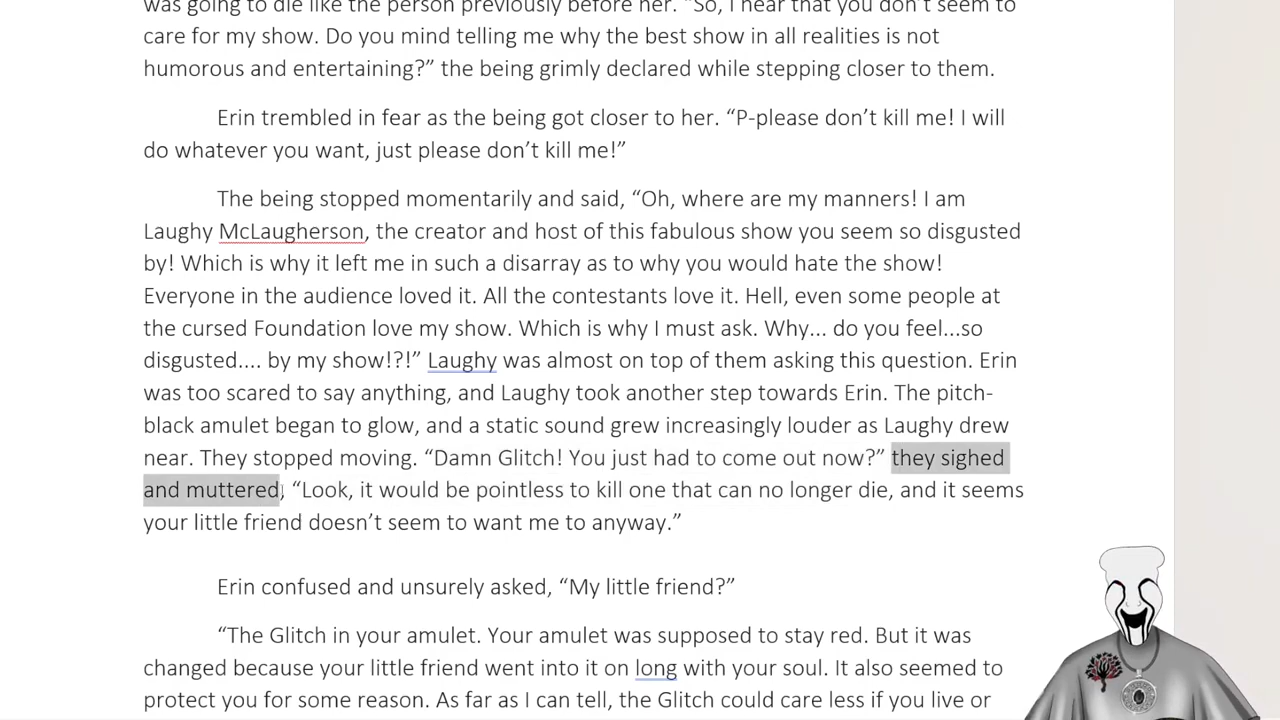 was going to die like the person previously before her. “So, I hear that you don’t seem to
care for my show. Do you mind telling me why the best show in all realities is not
humorous and entertaining?” the being grimly declared while stepping closer to them.
Erin trembled in fear as the being got closer to her. “P-please don’t kill me! I will
do whatever you want, just please don’t kill me!”
The being stopped momentarily and said, “Oh, where are my manners! I am
Laughy McLaugherson, the creator and host of this fabulous show you seem so disgusted
by! Which is why it left me in such a disarray as to why you would hate the show!
Everyone in the audience loved it. All the contestants love it. Hell, even some people at
the cursed Foundation love my show. Which is why I must ask. Why... do you feel...so
disgusted.... by my show!?!” Laughy was almost on top of them asking this question. Erin
was too scared to say anything, and Laughy took another step towards Erin. The pitch-
black amulet began to glow, and a static sound grew increasingly louder as Laughy drew
near. They stopped moving. “Damn Glitch! You just had to come out now?” they sighed
and muttered, “Look, it would be pointless to kill one that can no longer die, and it seems
your little friend doesn’t seem to want me to anyway.”
Erin confused and unsurely asked, “My little friend?”
“The Glitch in your amulet. Your amulet was supposed to stay red. But it was
changed because your little friend went into it on long with your soul. It also seemed to
protect you for some reason. As far as I can tell, the Glitch could care less if you live or